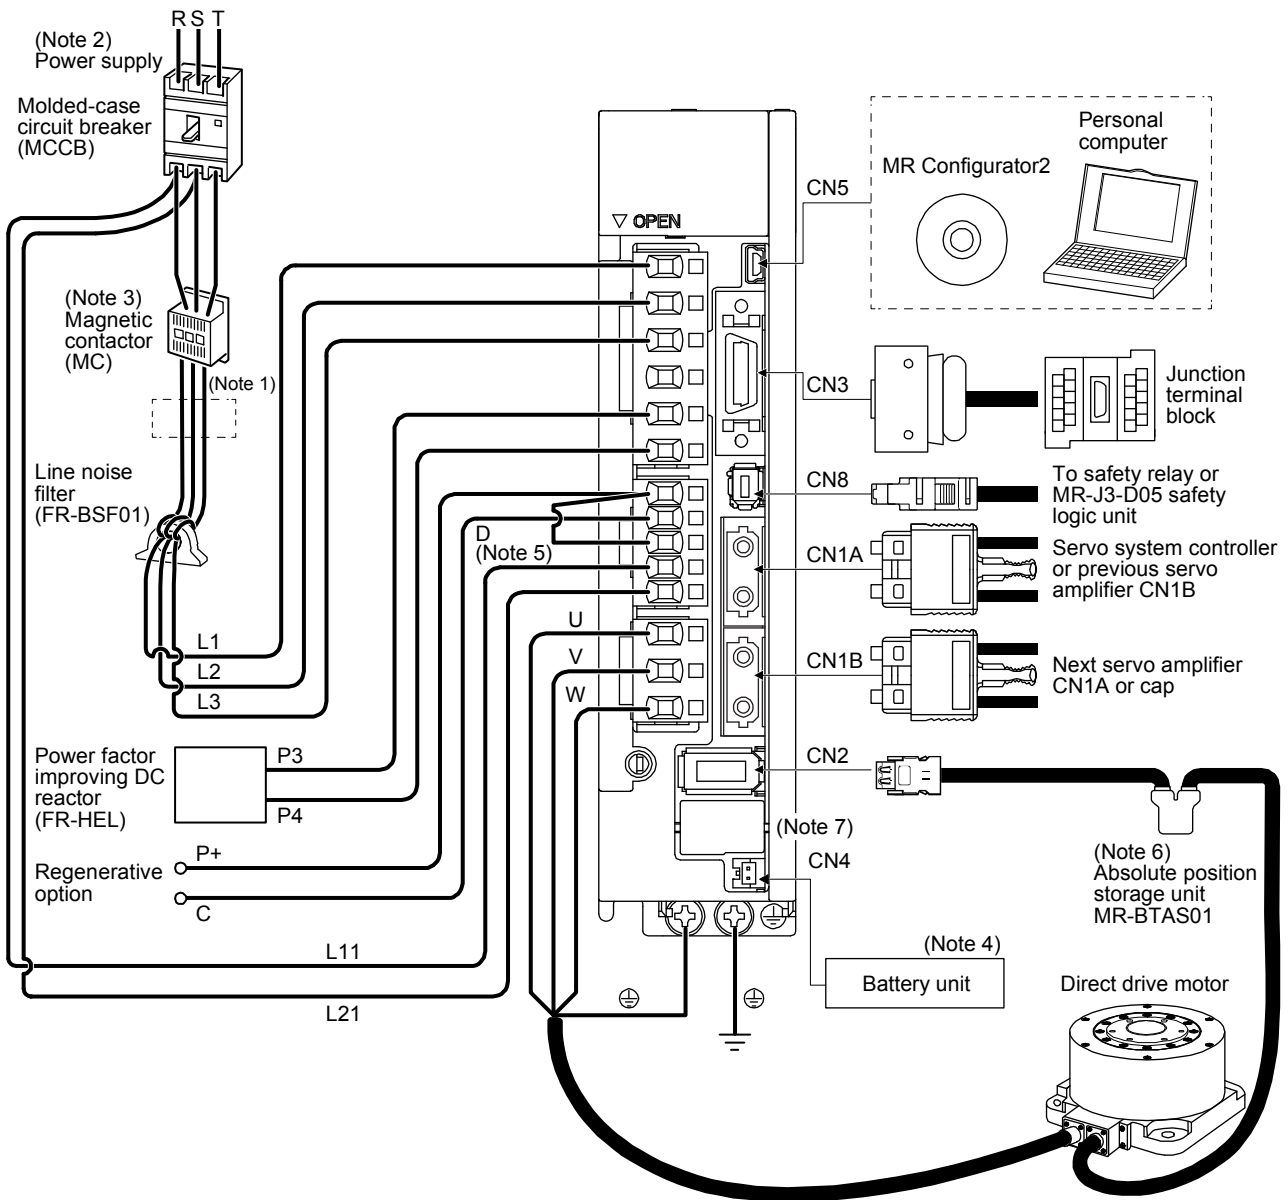 R S T
(Note 2)
Power supply
Molded-case
circuit breaker
(MCCB)
(Note 3)
Magnetic
contactor
(MC)
(Note 1)
Line noise
filter
(FR-BSF01)
L1
L2
L3
Power factor
improving DC
reactor
(FR-HEL)
P3
P4
Regenerative
option
P+
C
L11
L21
OPEN
D
(Note 5)
U
V
W
CN5
MR Configurator2
Personal
computer
CN3
Junction
terminal
block
CN8
To safety relay or
MR-J3-D05 safety
logic unit
CN1A
Servo system controller
or previous servo
amplifier CN1B
CN1B
Next servo amplifier
CN1A or cap
CN2
(Note 7)
CN4
(Note 6)
Absolute position
storage unit
MR-BTAS01
(Note 4)
Battery unit
Direct drive motor